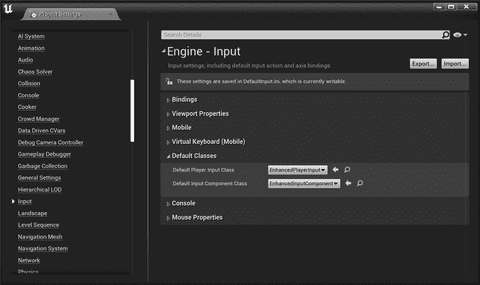 Project Settings
AI System
Animation
Audio
Chaos Solver
Collision
Console
Cooker
Crowd Manager
Data Driven CVars
Debug Camera Controller
Gameplay Debugger
Garbage Collection
General Settings
Hierarchical LOD
Input
Landscape
Level Sequence
Navigation Mesh
Navigation System
Network
Physics
Search Details
Engine - Input
Input settings, including default input action and axis bindings.
Export...
Import...
These settings are saved in DefaultInput.ini, which is currently writable.
Bindings
Viewport Properties
Mobile
Virtual Keyboard (Mobile)
Default Classes
Default Player Input Class
EnhancedPlayerInput
Default Input Component Class
EnhancedInputComponent
Console
Mouse Properties